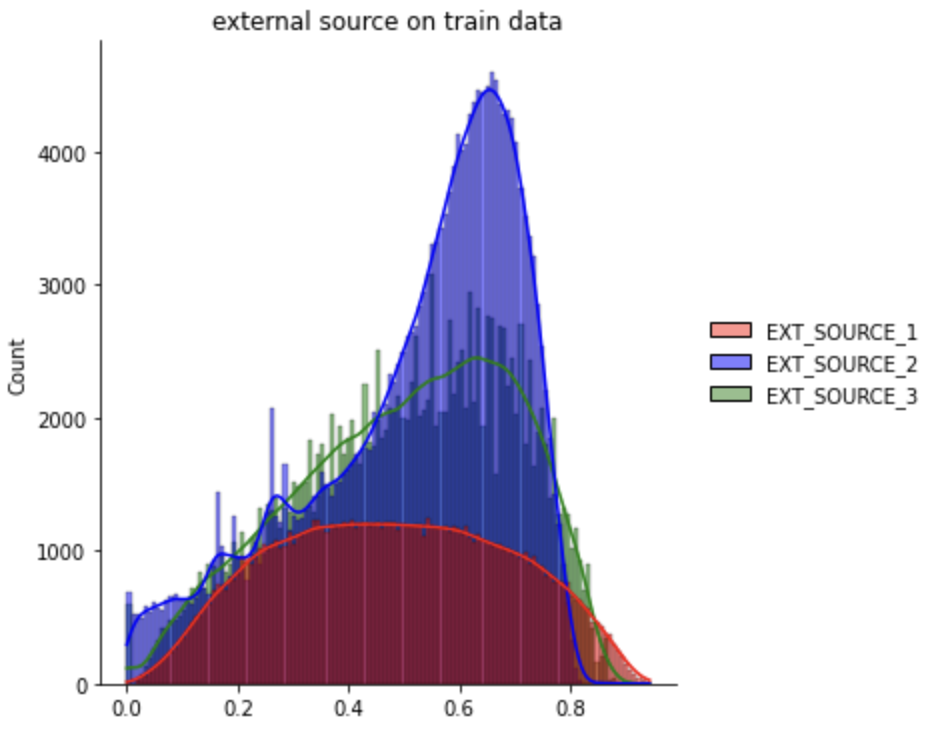 external source on train data
4000
3000
2000
1000
0
Count
0.0 0.2 0.4 0.6 0.8
EXT_SOURCE_1
EXT_SOURCE_2
EXT_SOURCE_3